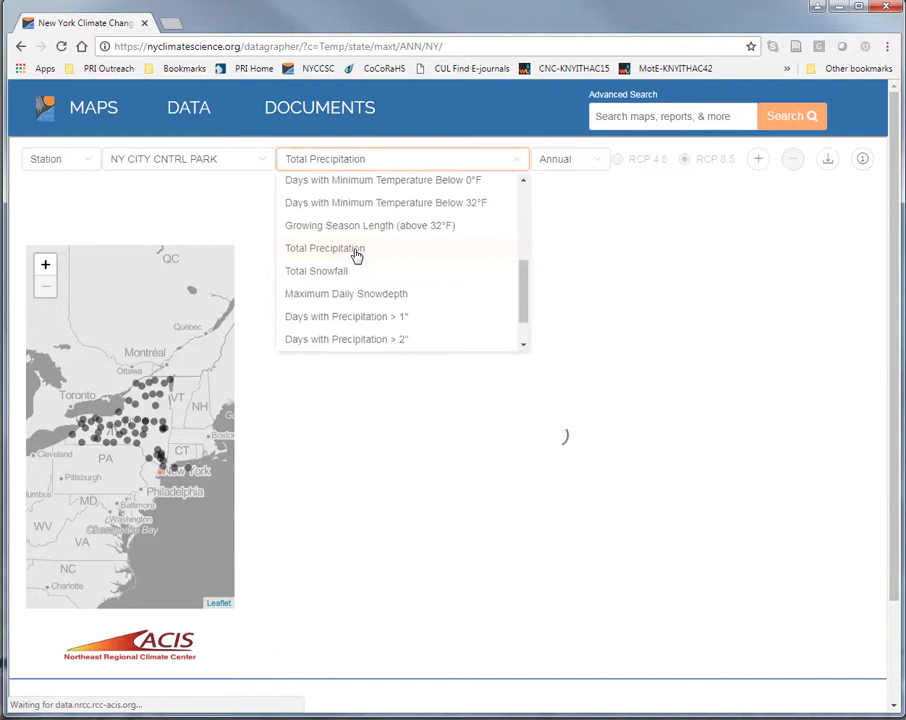 New York Climate Chang
https://nyclimatescience.org/datagrapher/?c=Temp/state/maxt/ANN/NY/
Apps PRI Outreach Bookmarks PRI Home NYCCSC CoCoRaHS CUL Find E-journals CNC-KNYITHAC15 MotE-KNYITHAC42 » Other bookmarks
Advanced Search
MAPS DATA DOCUMENTS
Search maps, reports, & more Search
Station NY CITY CNTRL PARK Total Precipitation Annual RCP 4.5 RCP 8.5
Days with Minimum Temperature Below 0°F
Days with Minimum Temperature Below 32°F
Growing Season Length (above 32°F)
Total Precipitation
Total Snowfall
Maximum Daily Snowdepth
Days with Precipitation > 1"
Days with Precipitation > 2"
+
−
QC
Québec
Montréal
Toronto
VT
NH
Boston
CT
Cleveland
PA
New York
Pittsburgh
Philadelphia
MD
Baltimore
Washington
Chesapeake Bay
WV
VA
NC
Charlotte
Leaflet
ACIS
Northeast Regional Climate Center
Waiting for data.nrcc.rcc-acis.org...